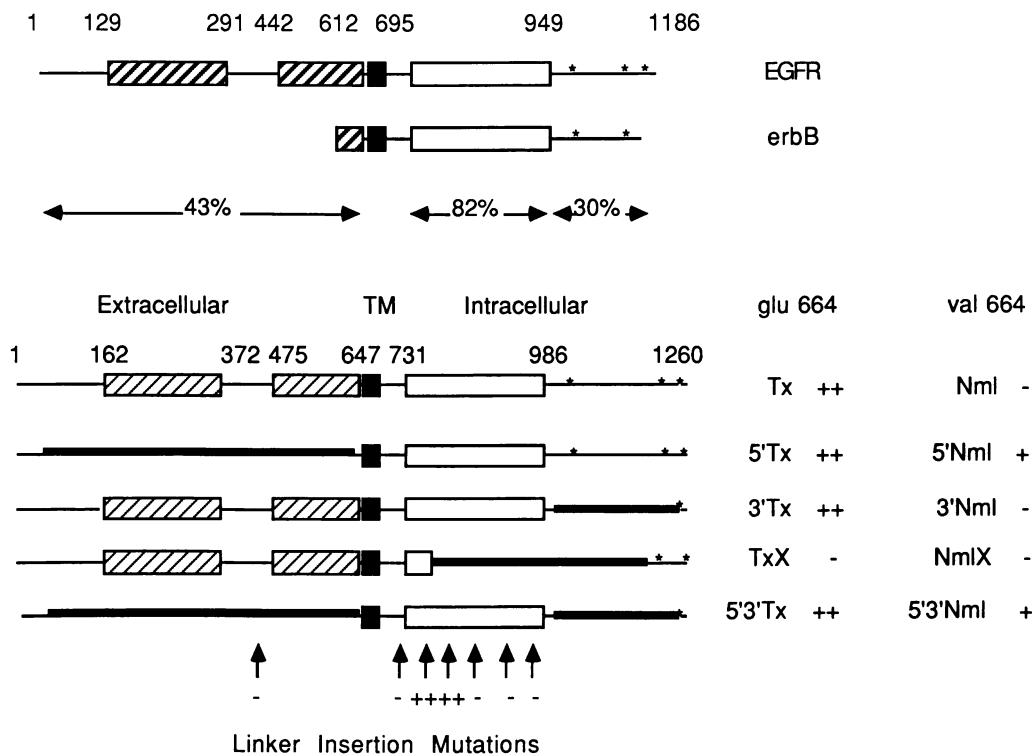 1 129 291 442 612 695 949 1186
* * * EGFR
* * erbB
43% 82% 30%
Extracellular TM Intracellular glu 664 val 664
1 162 372 475 647 731 986 1260
* * * Tx ++ Nml -
* * * 5'Tx ++ 5'Nml +
* 3'Tx ++ 3'Nml -
* * TxX - NmlX -
* 5'3'Tx ++ 5'3'Nml +
- - ++++ - - -
Linker Insertion Mutations